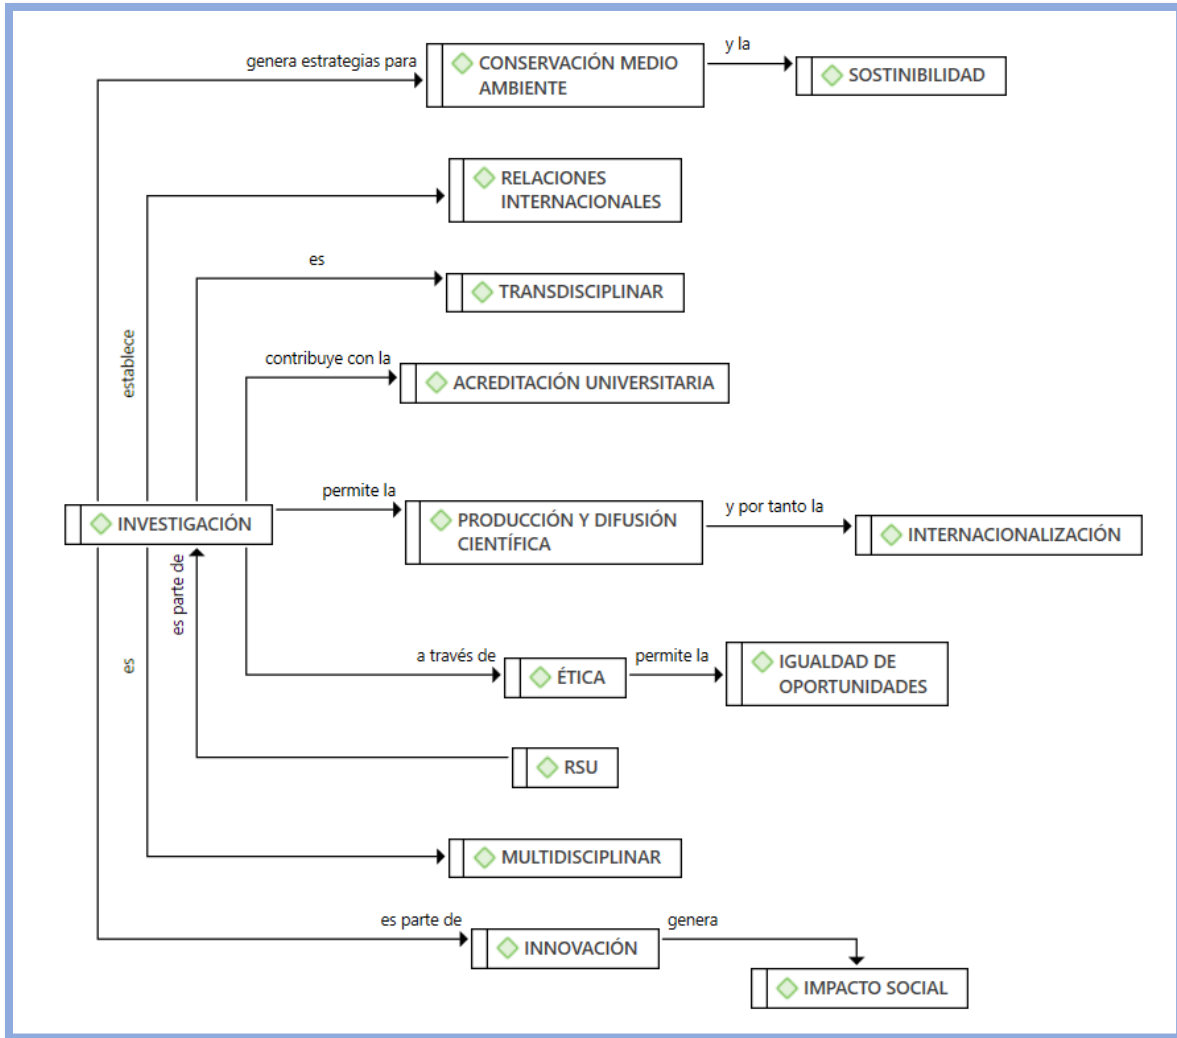 genera estrategias para
CONSERVACIÓN MEDIO
AMBIENTE
y la
SOSTINIBILIDAD
RELACIONES
INTERNACIONALES
establece
es
TRANSDISCIPLINAR
contribuye con la
ACREDITACIÓN UNIVERSITARIA
INVESTIGACIÓN
permite la
PRODUCCIÓN Y DIFUSIÓN
CIENTÍFICA
y por tanto la
INTERNACIONALIZACIÓN
es parte de
a través de
ÉTICA
permite la
IGUALDAD DE
OPORTUNIDADES
RSU
es
MULTIDISCIPLINAR
es parte de
INNOVACIÓN
genera
IMPACTO SOCIAL